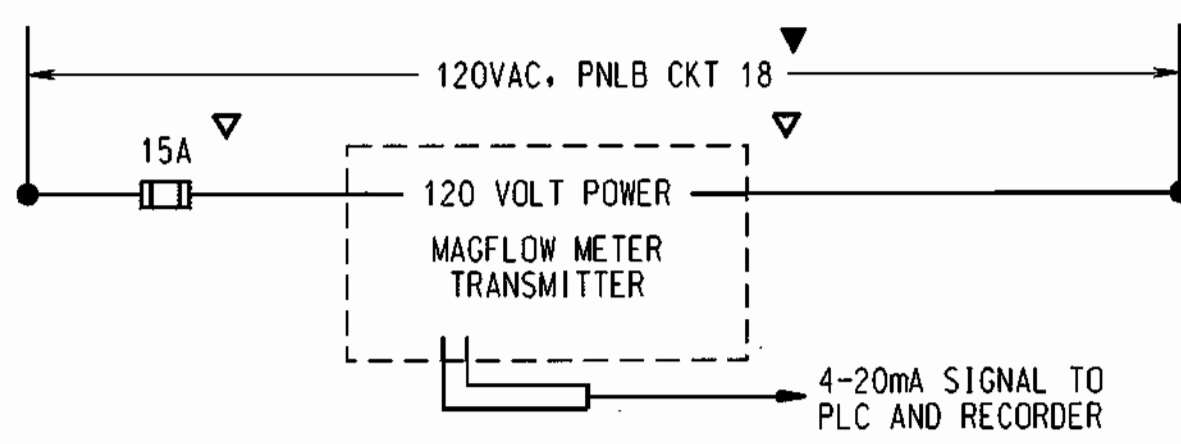 120VAC, PNLB CKT 18
15A
120 VOLT POWER
MAGFLOW METER
TRANSMITTER
4-20mA SIGNAL TO
PLC AND RECORDER